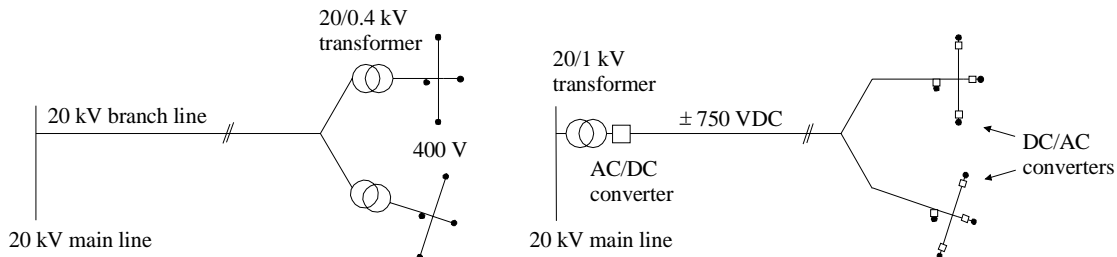 20/0.4 kV
transformer
20 kV branch line
400 V
20 kV main line
20/1 kV
transformer
± 750 VDC
AC/DC
converter
DC/AC
converters
20 kV main line